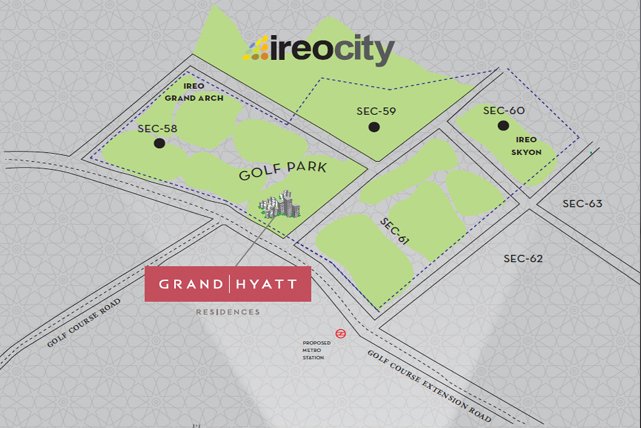 ireocity
IREO
GRAND ARCH
SEC-58
SEC-59
SEC-60
IREO
SKYON
GOLF PARK
SEC-63
SEC-61
SEC-62
GRAND | HYATT
RESIDENCES
GOLF COURSE ROAD
PROPOSED
METRO
STATION
GOLF COURSE EXTENSION ROAD